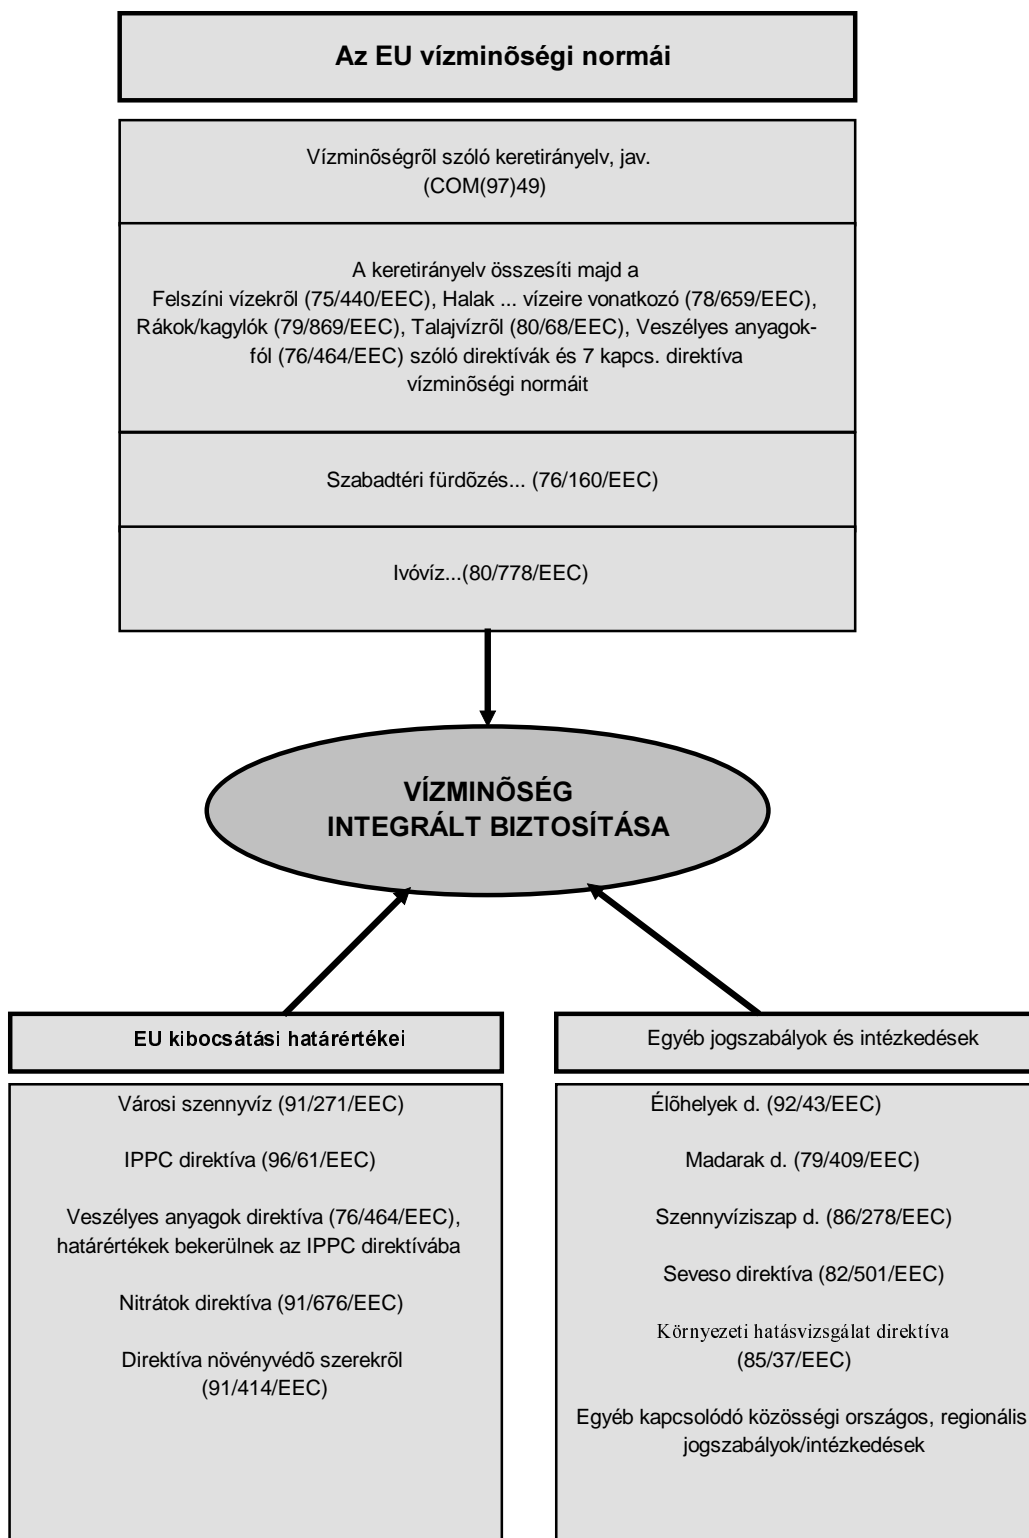 Az EU vízminõségi normái
Vízminõségrõl szóló keretirányelv, jav.
(COM(97)49)
A keretirányelv összesíti majd a
Felszíni vízekrõl (75/440/EEC), Halak ... vízeire vonatkozó (78/659/EEC),
Rákok/kagylók (79/869/EEC), Talajvízrõl (80/68/EEC), Veszélyes anyagok-
fól (76/464/EEC) szóló direktívák és 7 kapcs. direktíva
vízminõségi normáit
Szabadtéri fürdõzés... (76/160/EEC)
Ivóvíz...(80/778/EEC)
VÍZMINÕSÉG
INTEGRÁLT BIZTOSÍTÁSA
EU kibocsátási határértékei
Városi szennyvíz (91/271/EEC)
IPPC direktíva (96/61/EEC)
Veszélyes anyagok direktíva (76/464/EEC),
határértékek bekerülnek az IPPC direktívába
Nitrátok direktíva (91/676/EEC)
Direktíva növényvédõ szerekrõl
(91/414/EEC)
Egyéb jogszabályok és intézkedések
Élõhelyek d. (92/43/EEC)
Madarak d. (79/409/EEC)
Szennyvíziszap d. (86/278/EEC)
Seveso direktíva (82/501/EEC)
Környezeti hatásvizsgálat direktíva
(85/37/EEC)
Egyéb kapcsolódó közösségi országos, regionális
jogszabályok/intézkedések